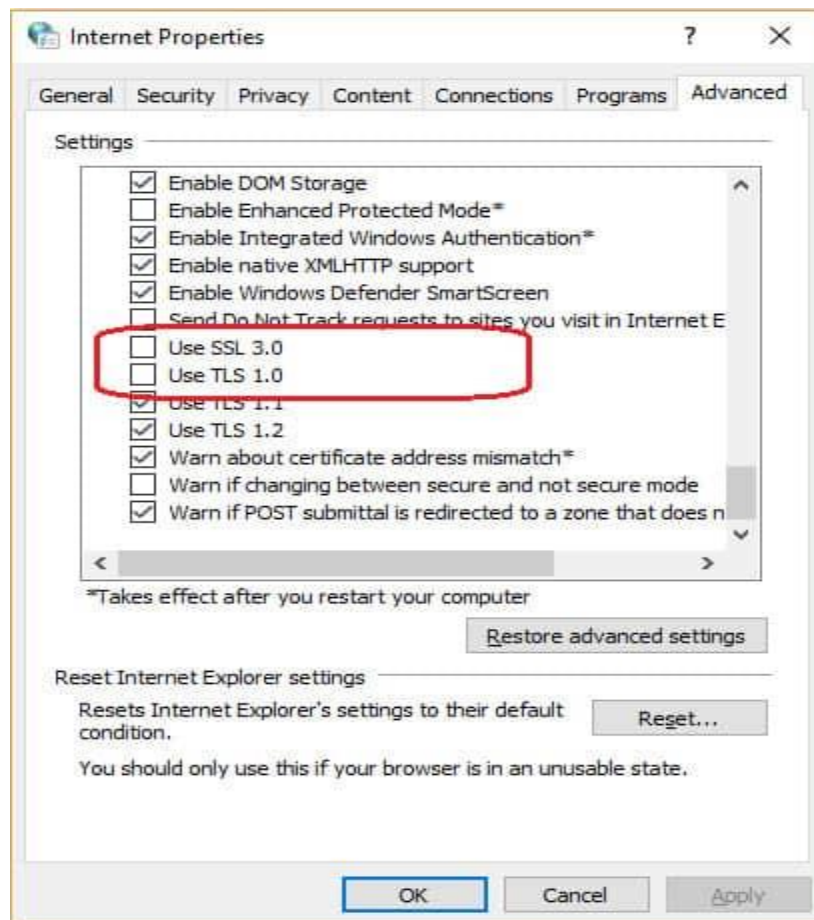 Internet Properties
General Security Privacy Content Connections Programs Advanced
Settings
Enable DOM Storage
Enable Enhanced Protected Mode*
Enable Integrated Windows Authentication*
Enable native XMLHTTP support
Enable Windows Defender SmartScreen
Send Do Not Track requests to sites you visit in Internet E
Use SSL 3.0
Use TLS 1.0
Use TLS 1.1
Use TLS 1.2
Warn about certificate address mismatch*
Warn if changing between secure and not secure mode
Warn if POST submittal is redirected to a zone that does n
*Takes effect after you restart your computer
Restore advanced settings
Reset Internet Explorer settings
Resets Internet Explorer's settings to their default
condition.
Reset...
You should only use this if your browser is in an unusable state.
OK Cancel Apply